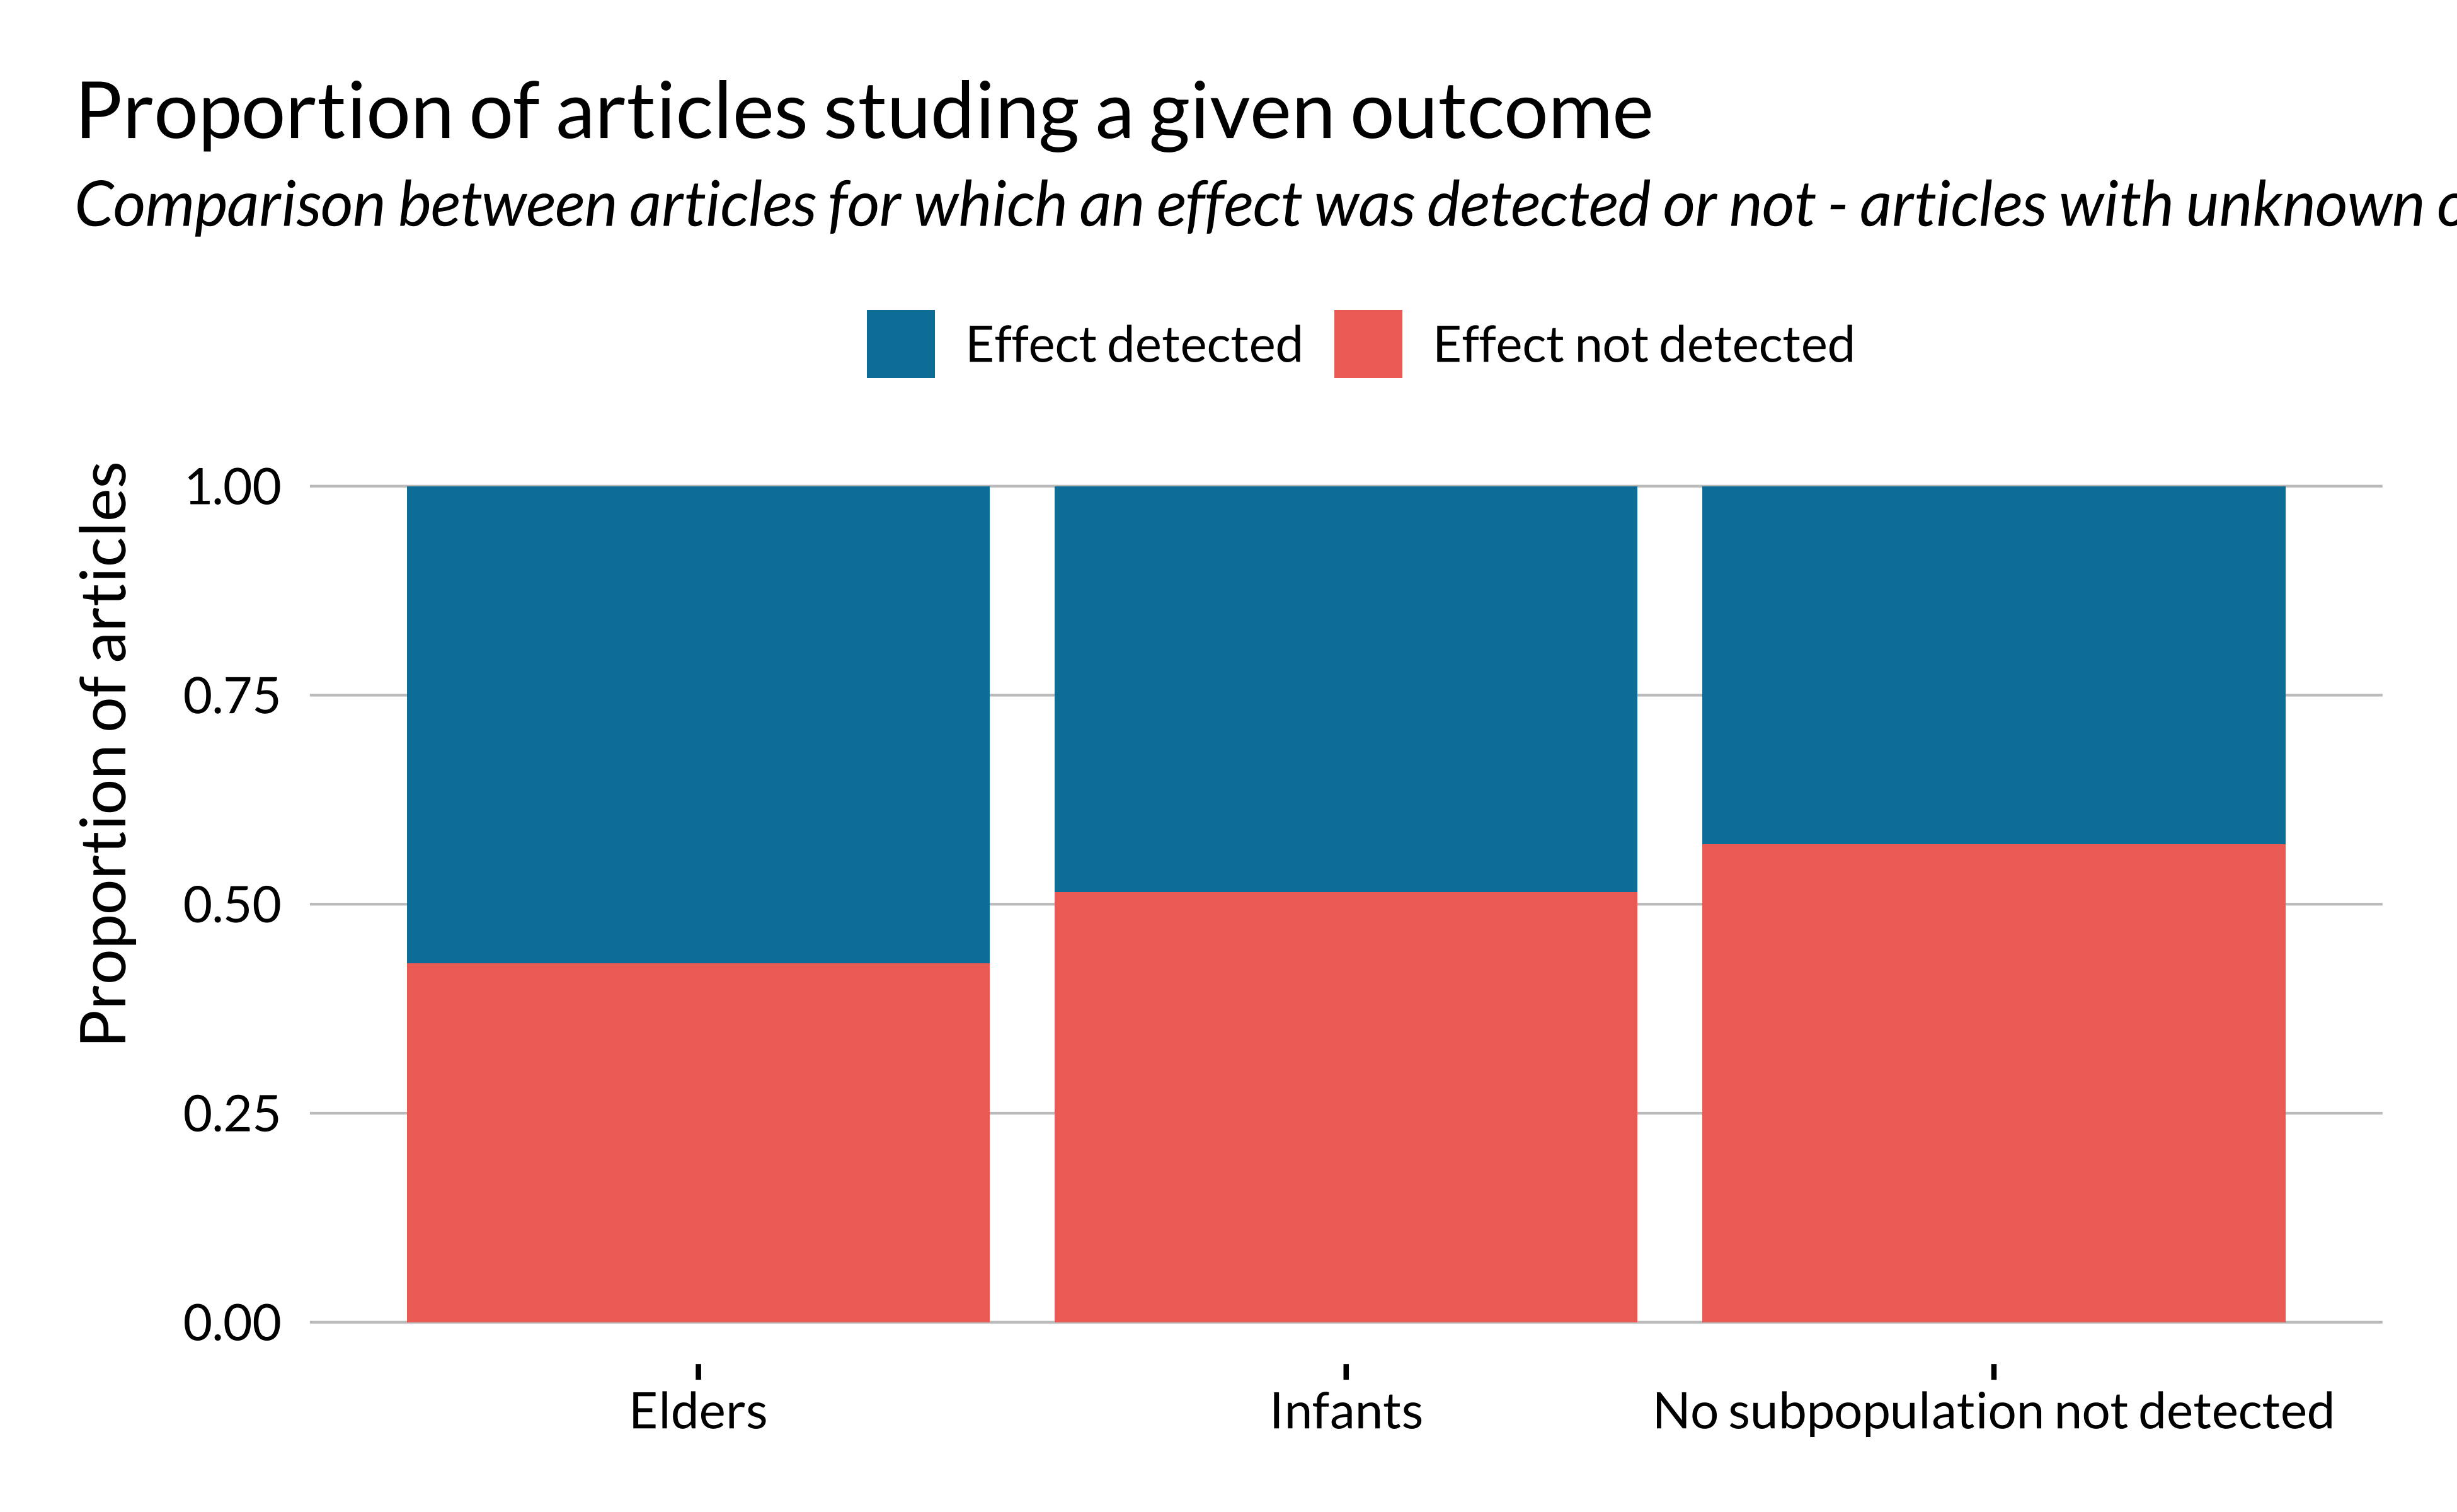 Proportion of articles studing a given outcome
Comparison between articles for which an effect was detected or not - articles with unknown
Effect detected
Effect not detected
Proportion of articles
1.00
0.75
0.50
0.25
0.00
Elders
Infants
No subpopulation not detected